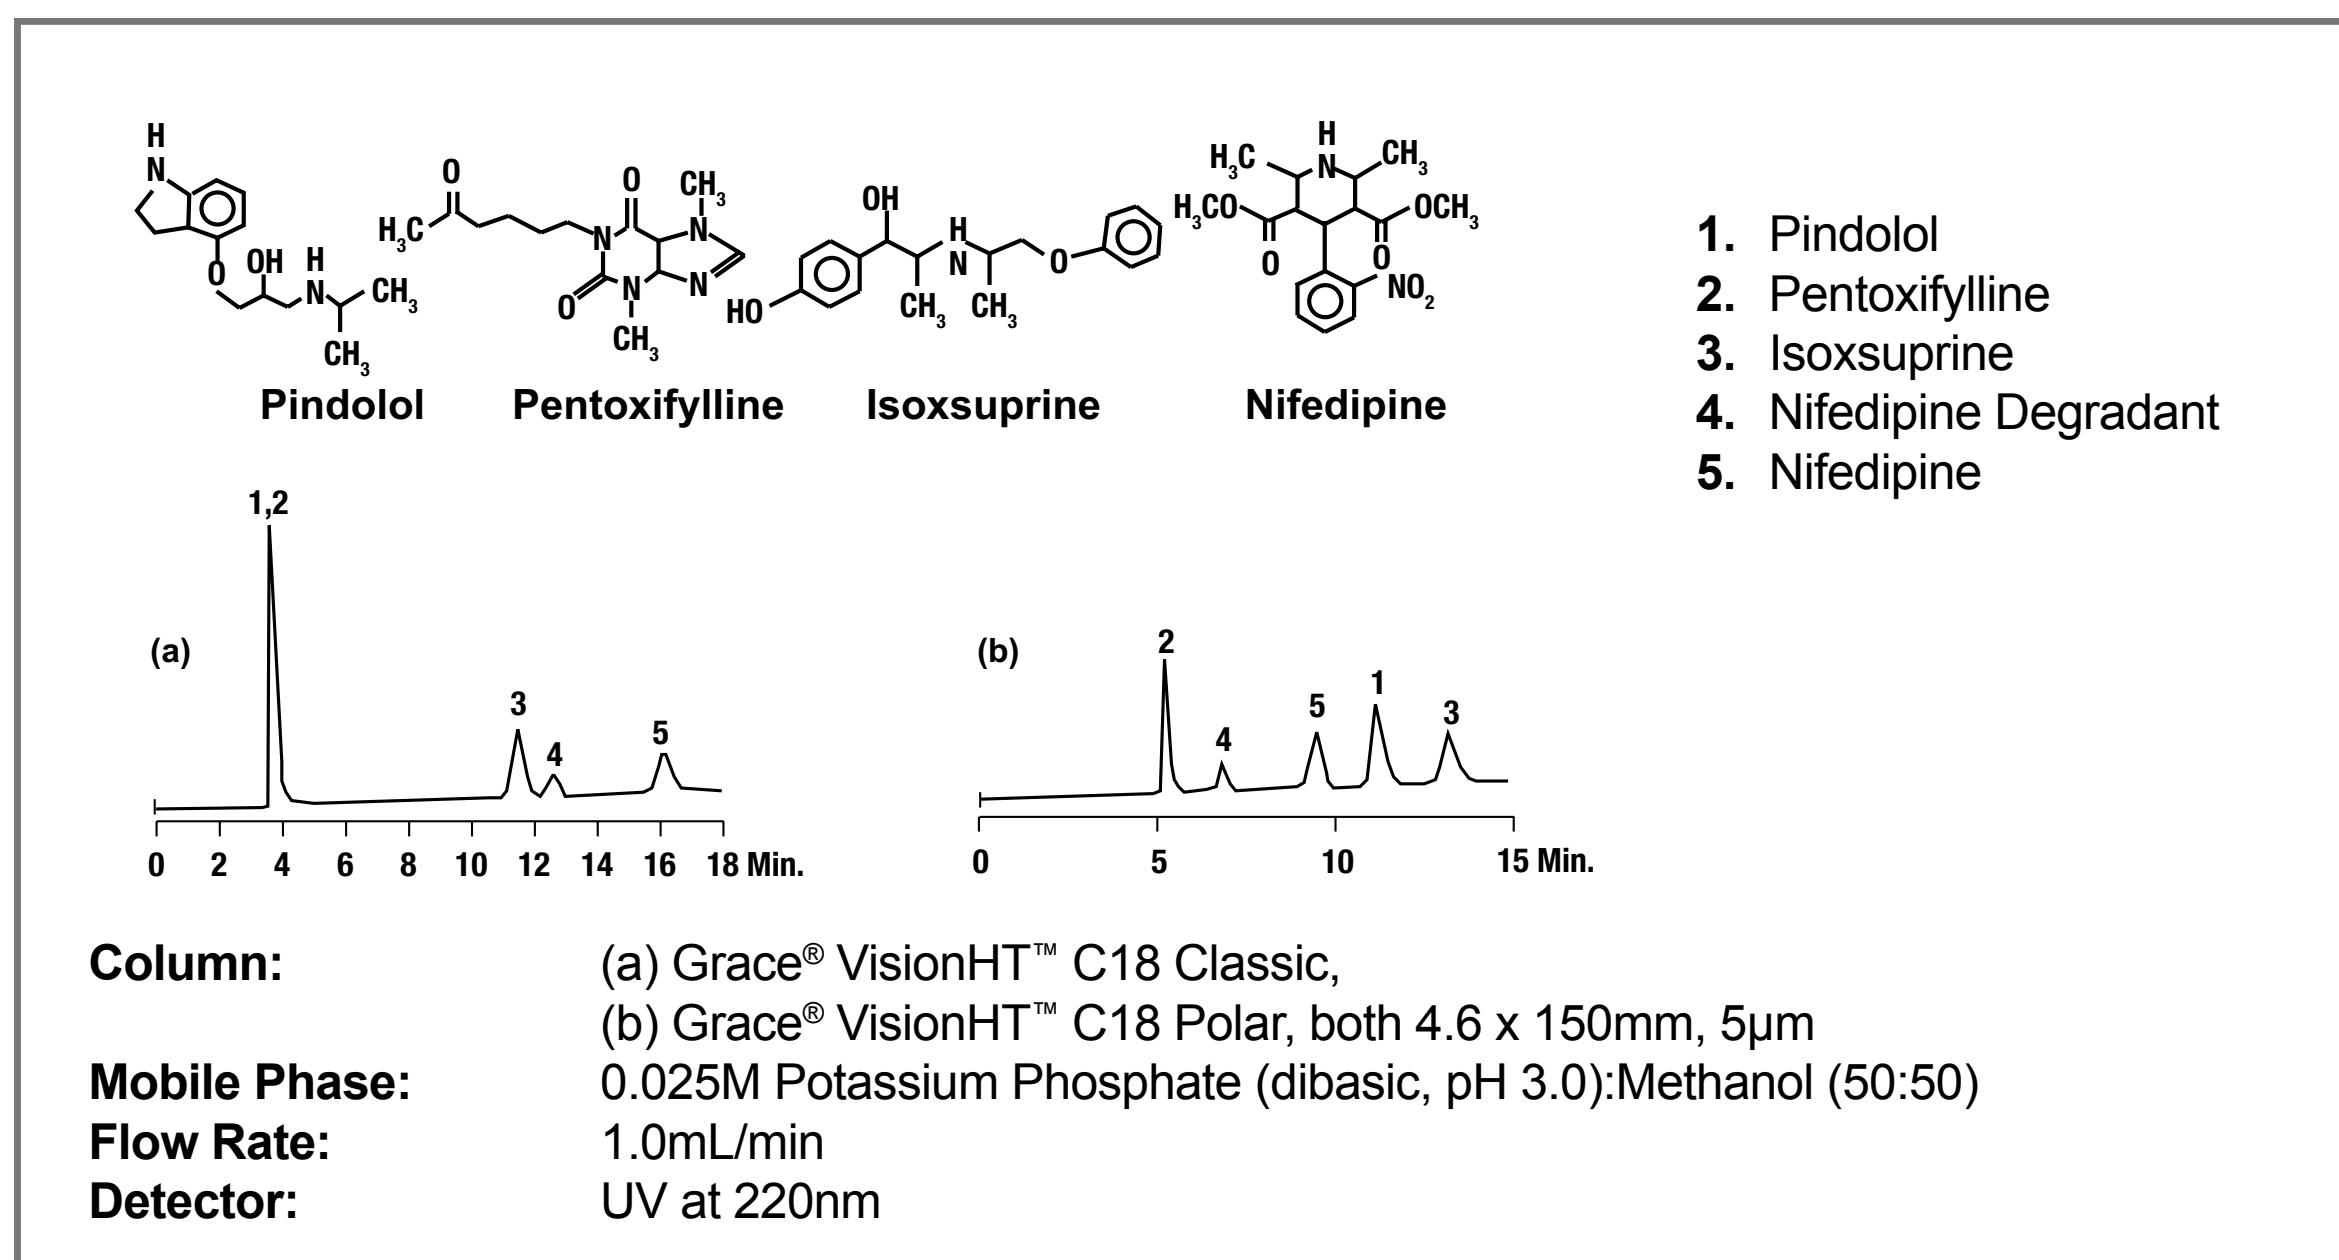 H
N
O
OH
H
N
CH3
CH3
Pindolol
O
H3C
O
N
CH3
N
N
O
N
CH3
Pentoxifylline
OH
H
N
O
HO
CH3
CH3
Isoxsuprine
H
N
H3C
CH3
H3CO
OCH3
O
O
NO2
Nifedipine
1. Pindolol
2. Pentoxifylline
3. Isoxsuprine
4. Nifedipine Degradant
5. Nifedipine
(a)
1,2
3
4
5
0 2 4 6 8 10 12 14 16 18 Min.
(b)
2
4
5
1
3
0 5 10 15 Min.
Column: (a) Grace® VisionHT™ C18 Classic,
(b) Grace® VisionHT™ C18 Polar, both 4.6 x 150mm, 5µm
Mobile Phase: 0.025M Potassium Phosphate (dibasic, pH 3.0):Methanol (50:50)
Flow Rate: 1.0mL/min
Detector: UV at 220nm